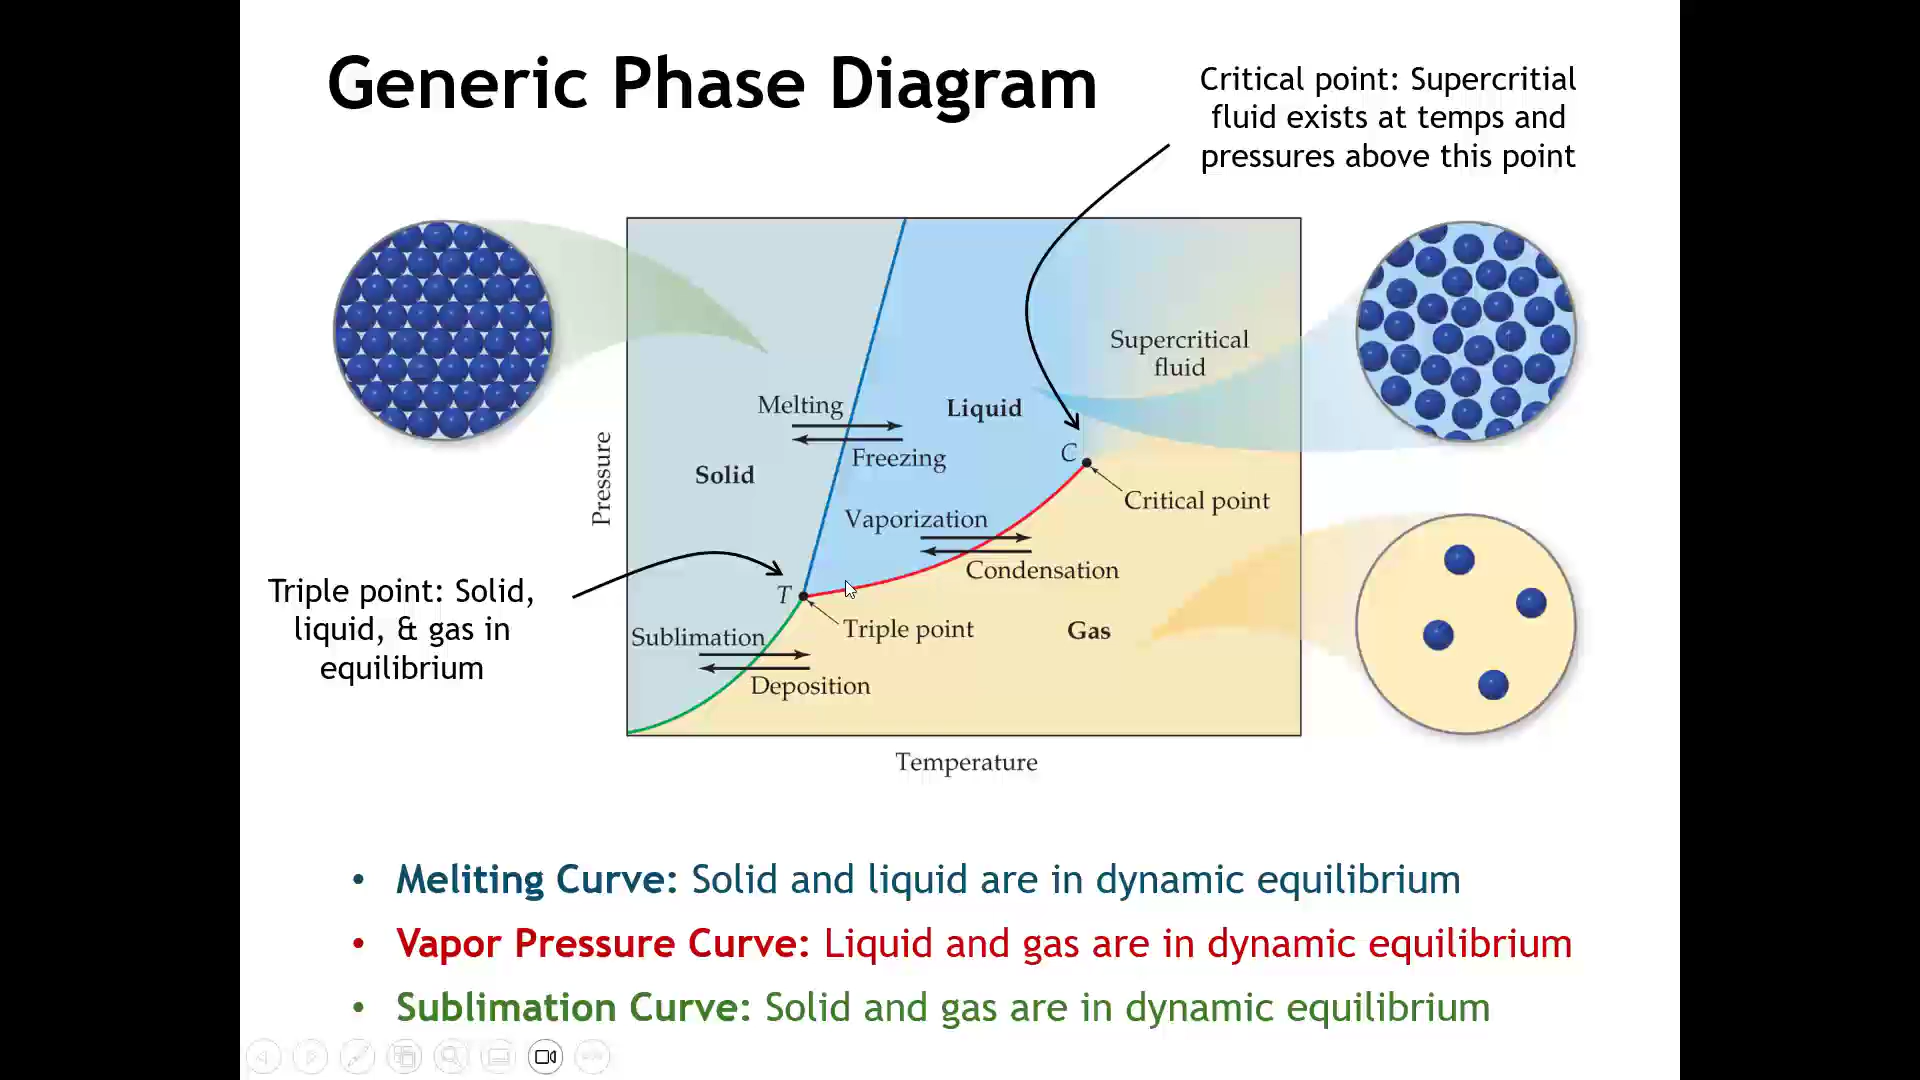 Generic Phase Diagram
Critical point: Supercritial
fluid exists at temps and
pressures above this point
Supercritical
fluid
Melting
Liquid
Freezing
C
Solid
Critical point
Pressure
Vaporization
Condensation
Triple point: Solid,
liquid, & gas in
equilibrium
T
Triple point
Gas
Sublimation
Deposition
Temperature
• Meliting Curve: Solid and liquid are in dynamic equilibrium
• Vapor Pressure Curve: Liquid and gas are in dynamic equilibrium
• Sublimation Curve: Solid and gas are in dynamic equilibrium